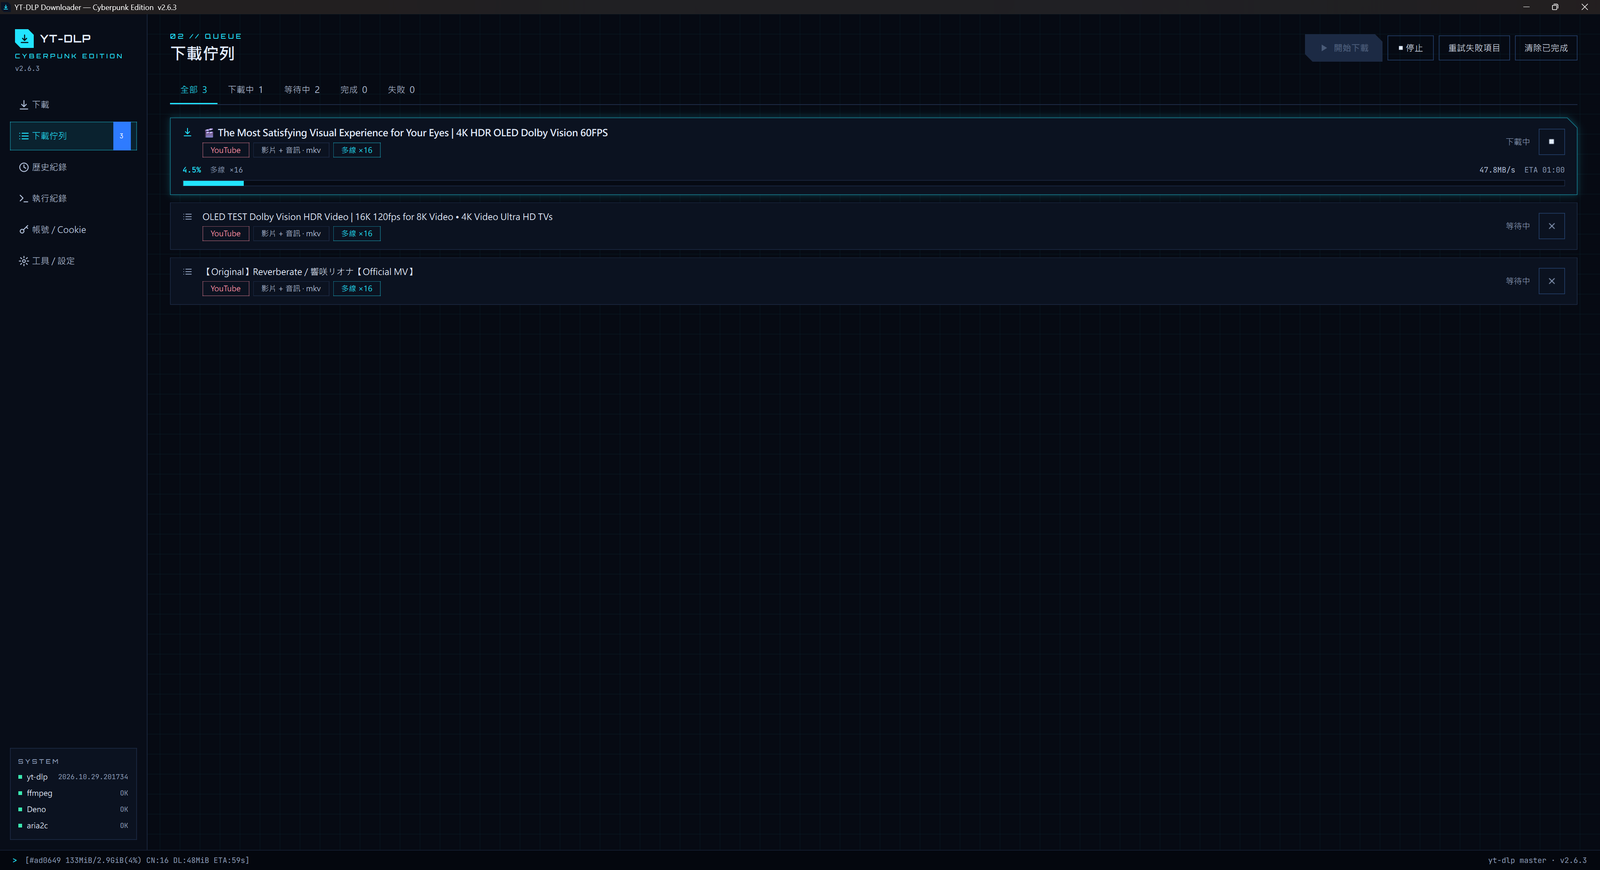 YT-DLP Downloader — Cyberpunk Edition v2.6.3
YT-DLP
CYBERPUNK EDITION
v2.6.3
下載
下載佇列 3
歷史紀錄
執行紀錄
帳號 / Cookie
工具 / 設定
SYSTEM
yt-dlp 2026.10.29.201734
ffmpeg OK
Deno OK
aria2c OK
02 // QUEUE
下載佇列
開始下載 停止 重試失敗項目 清除已完成
全部 3 下載中 1 等待中 2 完成 0 失敗 0
The Most Satisfying Visual Experience for Your Eyes | 4K HDR OLED Dolby Vision 60FPS
YouTube 影片 + 音訊 · mkv 多線 ×16
下載中
4.5% 多線 ×16 47.8MB/s ETA 01:00
OLED TEST Dolby Vision HDR Video | 16K 120fps for 8K Video • 4K Video Ultra HD TVs
YouTube 影片 + 音訊 · mkv 多線 ×16
等待中
【Original】Reverberate / 響咲リオナ【Official MV】
YouTube 影片 + 音訊 · mkv 多線 ×16
等待中
> [#ad0649 133MiB/2.9GiB(4%) CN:16 DL:48MiB ETA:59s]
yt-dlp master · v2.6.3